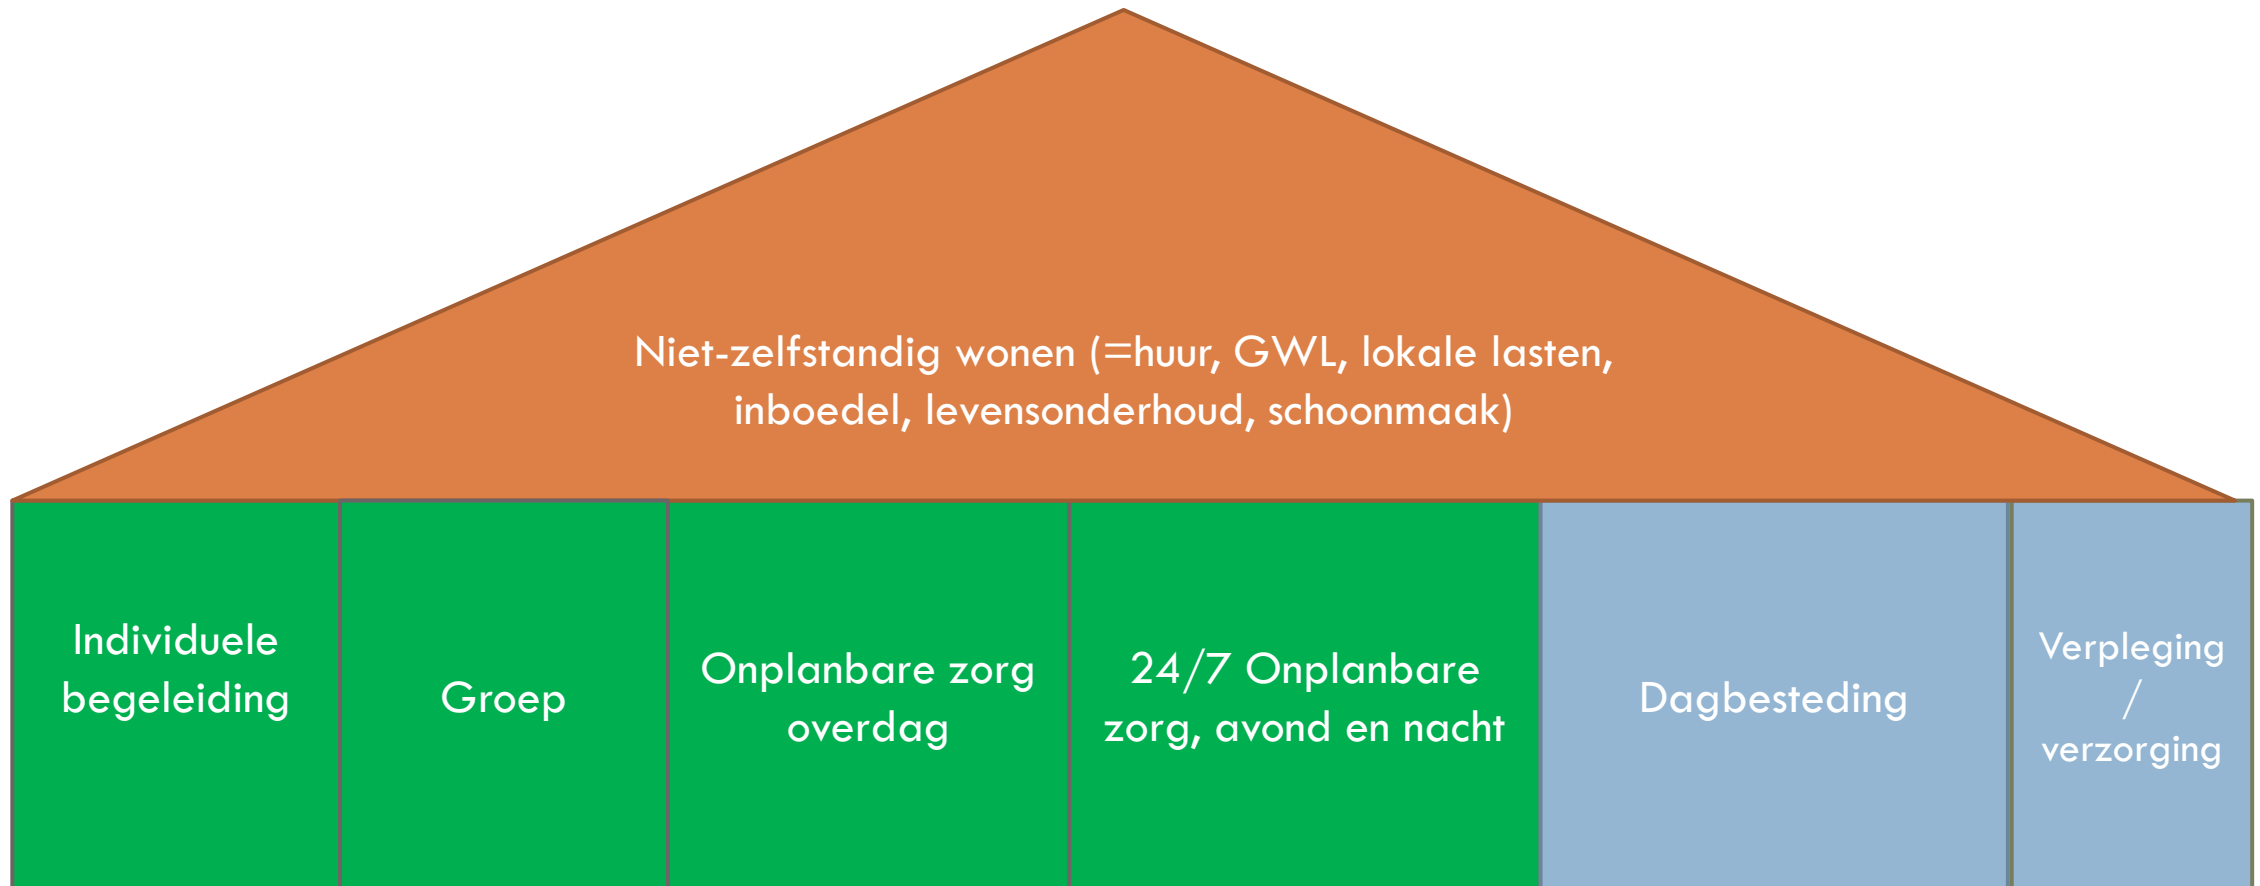 Niet-zelfstandig wonen (=huur, GWL, lokale lasten,
inboedel, levensonderhoud, schoonmaak)
Individuele
begeleiding
Groep
Onplanbare zorg
overdag
24/7 Onplanbare
zorg, avond en nacht
Dagbesteding
Verpleging
/
verzorging